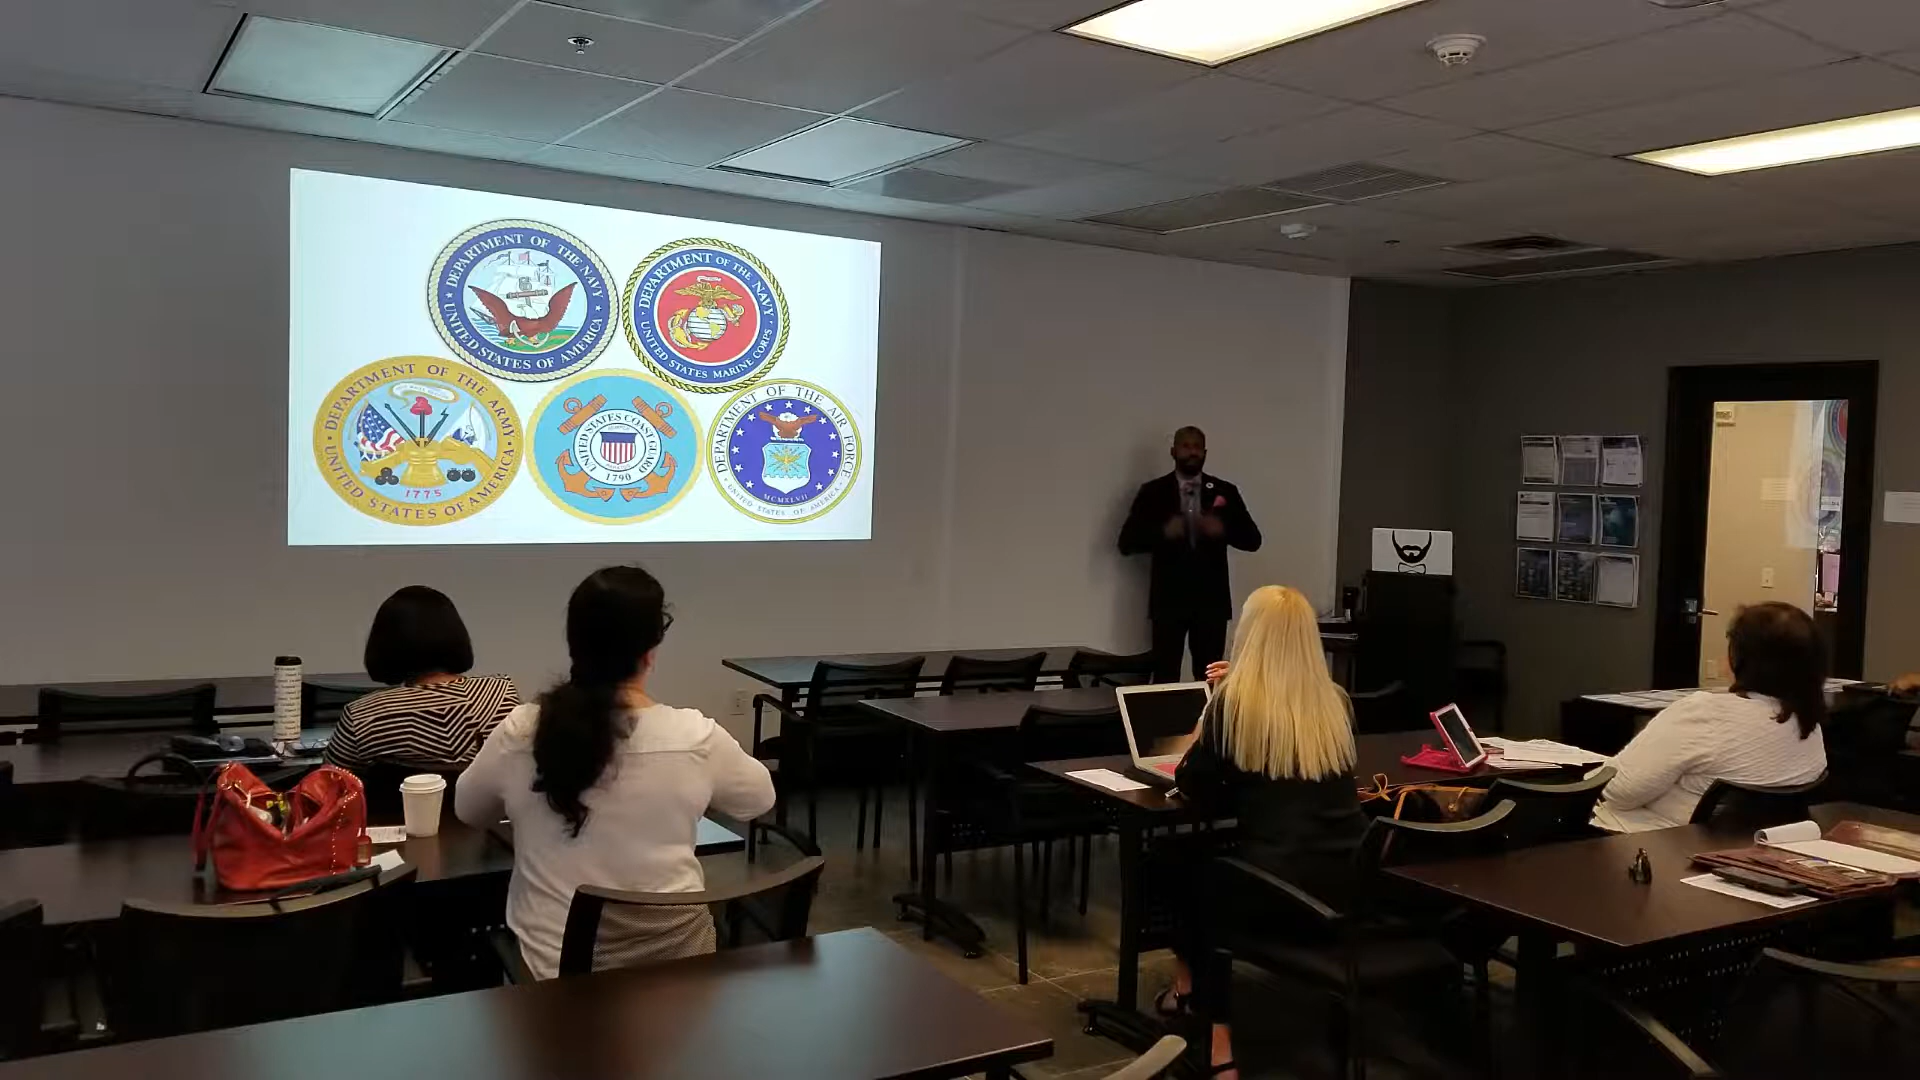 DEPARTMENT OF THE NAVY
UNITED STATES OF AMERICA
DEPARTMENT OF THE NAVY
UNITED STATES MARINE CORPS
DEPARTMENT OF THE ARMY
1775
UNITED STATES OF AMERICA
UNITED STATES COAST GUARD
1790
DEPARTMENT OF THE AIR FORCE
MCMXLVII
UNITED STATES OF AMERICA